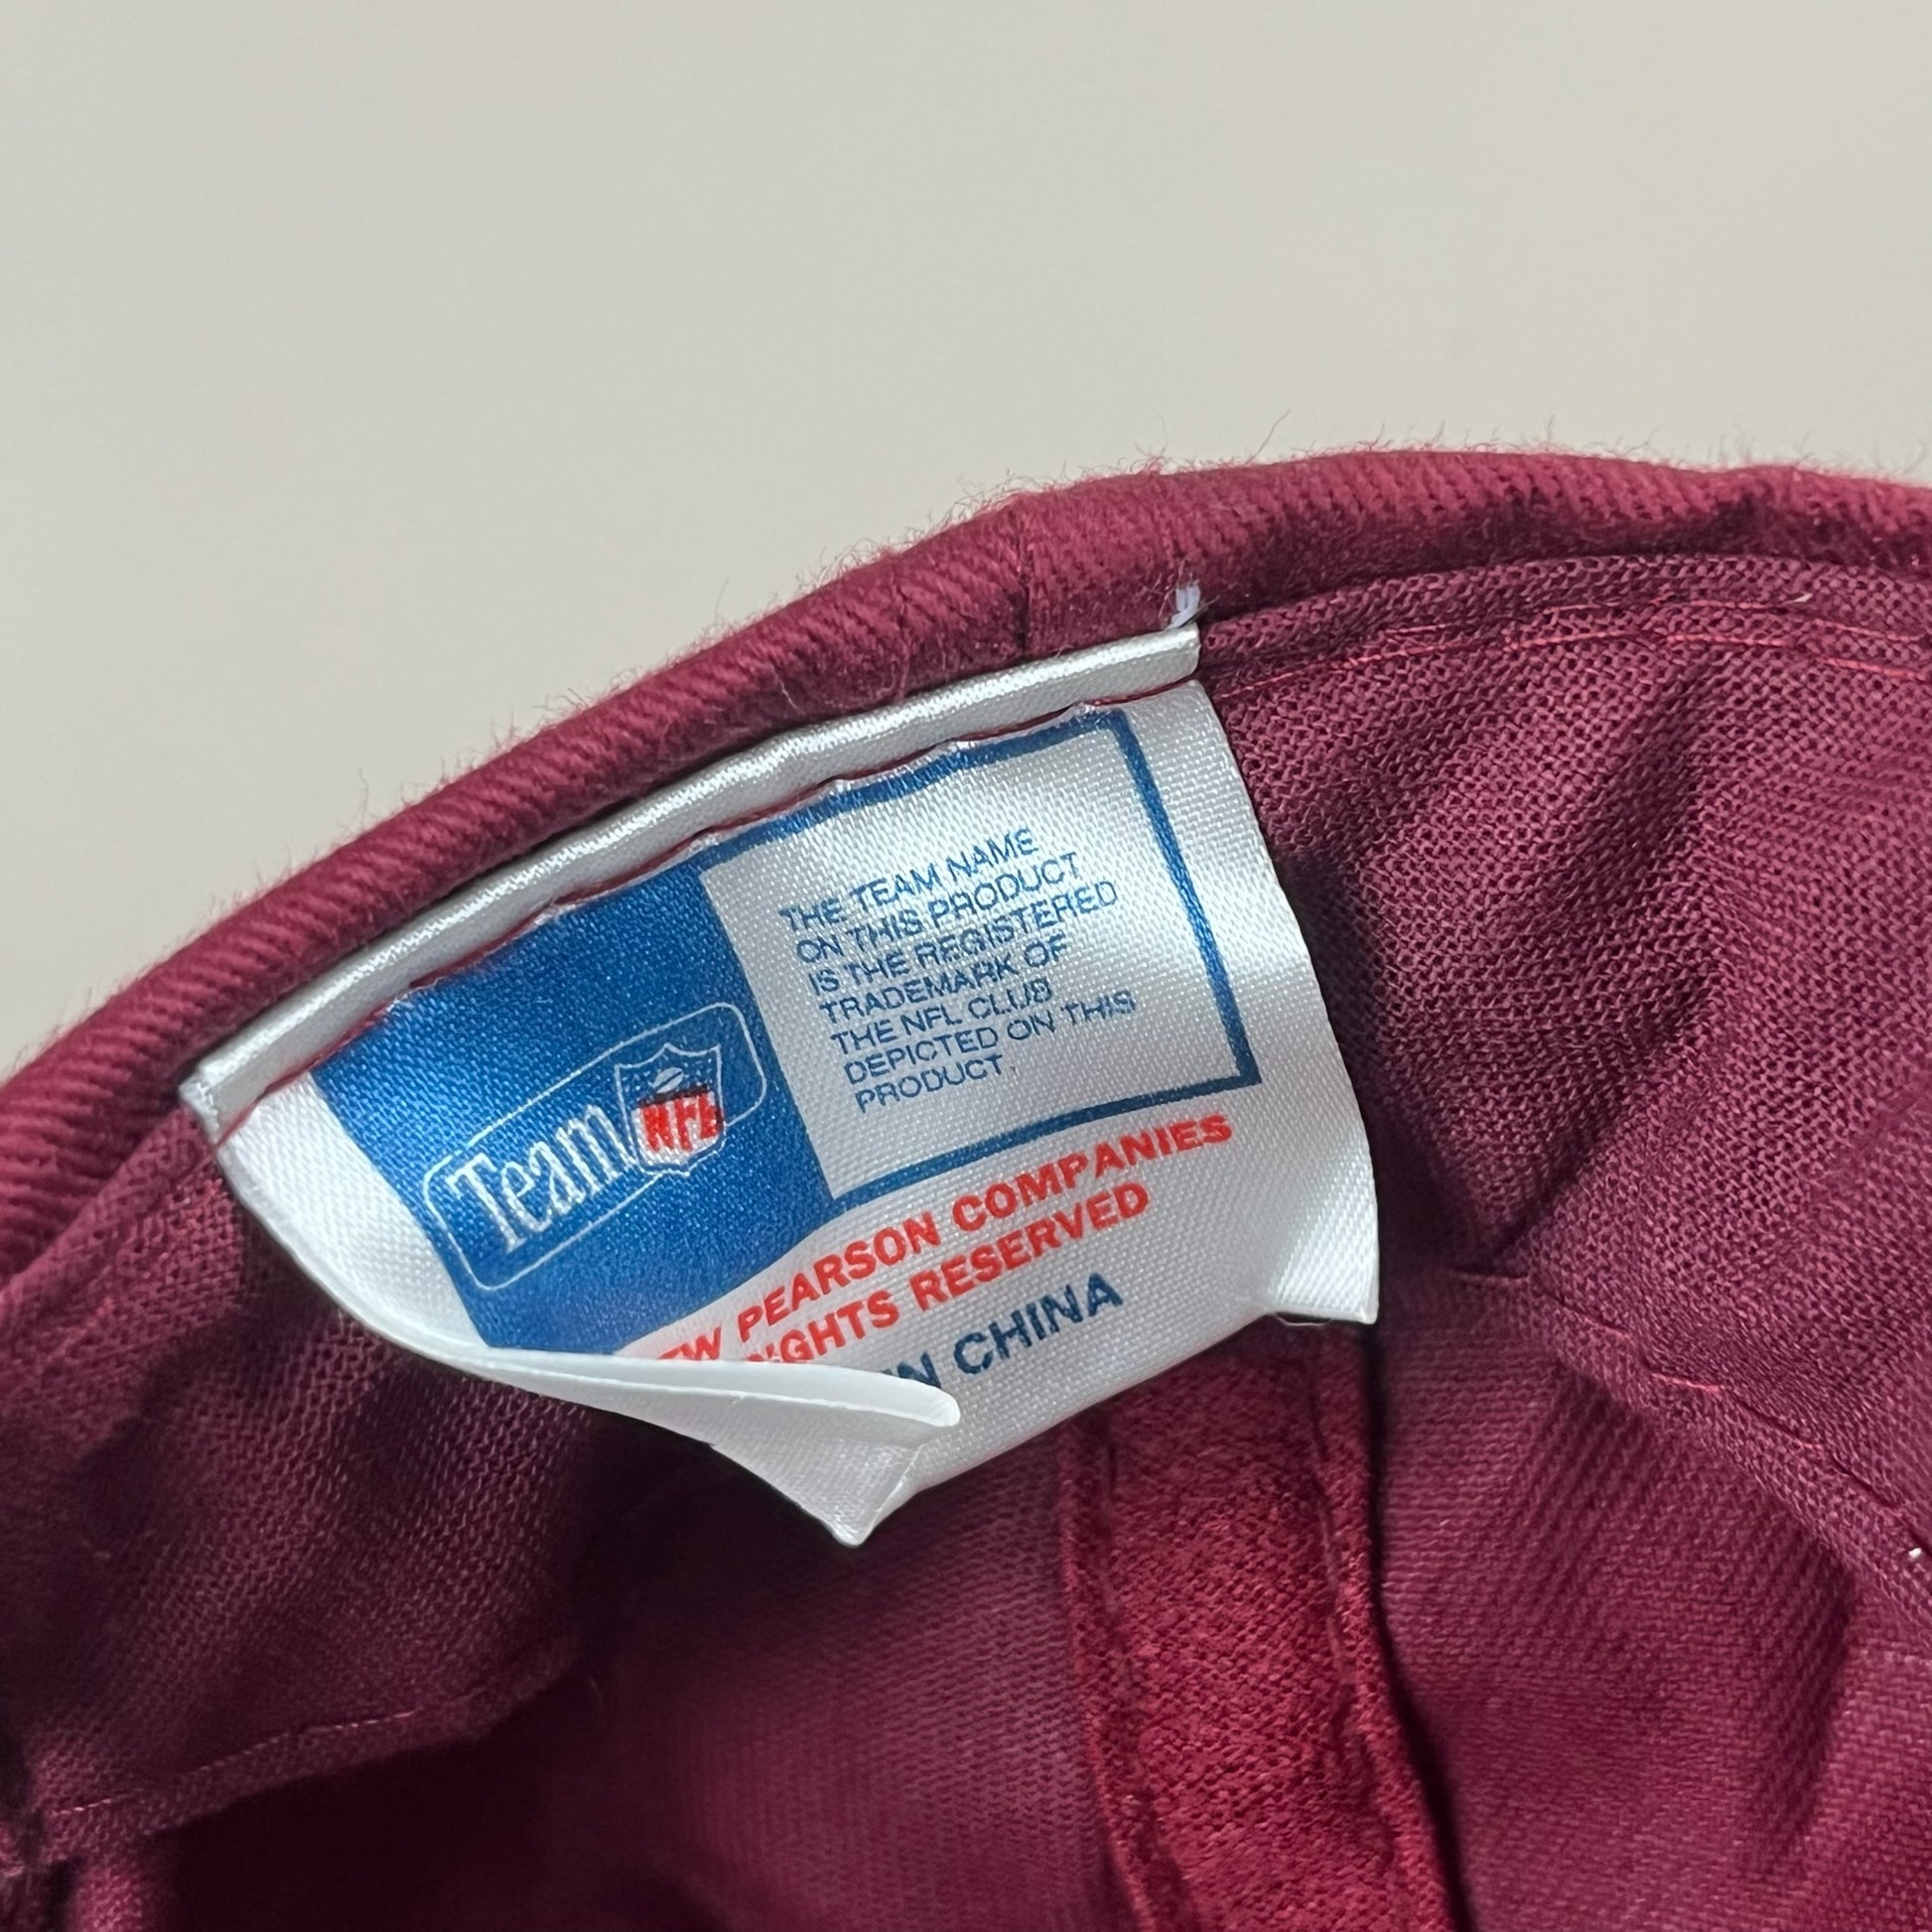 THE TEAM NAME
ON THIS PRODUCT
IS THE REGISTERED
TRADEMARK OF
THE NFL CLUB
DEPICTED ON THIS
PRODUCT.
Team NFL
PEARSON COMPANIES
RESERVED
IN CHINA